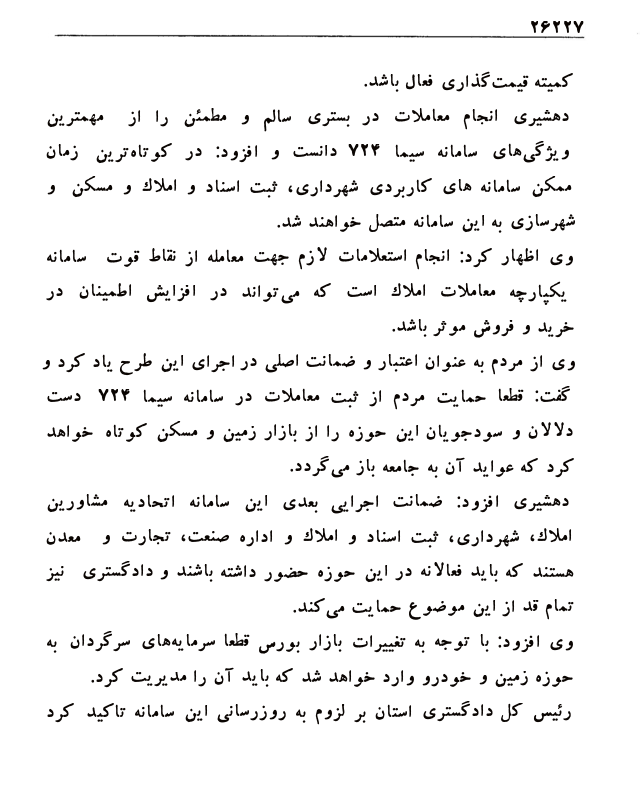 ۲۶۲۲۷
کمیته قیمت‌گذاری فعال باشد.
دهشیری انجام معاملات در بستری سالم و مطمئن را از مهمترین
ویژگی‌های سامانه سیما ۷۲۴ دانست و افزود: در کوتاه‌ترین زمان
ممکن سامانه های کاربردی شهرداری، ثبت اسناد و املاك و مسکن و
شهرسازی به این سامانه متصل خواهند شد.
وی اظهار کرد: انجام استعلامات لازم جهت معامله از نقاط قوت سامانه
یکپارچه معاملات املاك است که می‌تواند در افزایش اطمینان در
خرید و فروش موثر باشد.
وی از مردم به عنوان اعتبار و ضمانت اصلی در اجرای این طرح یاد کرد و
گفت: قطعا حمایت مردم از ثبت معاملات در سامانه سیما ۷۲۴ دست
دلالان و سودجویان این حوزه را از بازار زمین و مسکن کوتاه خواهد
کرد که عواید آن به جامعه باز می‌گردد.
دهشیری افزود: ضمانت اجرایی بعدی این سامانه اتحادیه مشاورین
املاك، شهرداری، ثبت اسناد و املاك و اداره صنعت، تجارت و معدن
هستند که باید فعالانه در این حوزه حضور داشته باشند و دادگستری نیز
تمام قد از این موضوع حمایت می‌کند.
وی افزود: با توجه به تغییرات بازار بورس قطعا سرمایه‌های سرگردان به
حوزه زمین و خودرو وارد خواهد شد که باید آن را مدیریت کرد.
رئیس کل دادگستری استان بر لزوم به روزرسانی این سامانه تاکید کرد